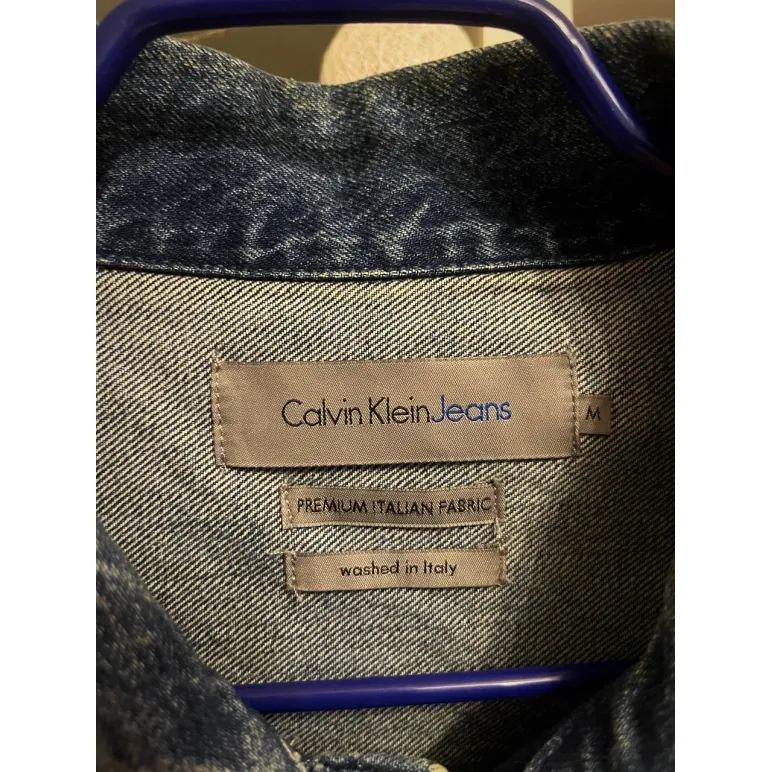 Calvin Klein Jeans
M
PREMIUM ITALIAN FABRIC
washed in Italy